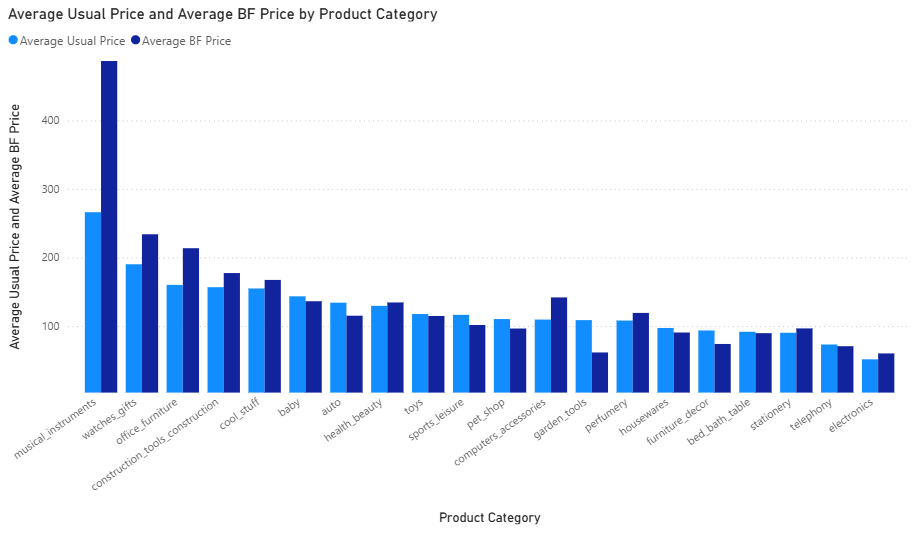 Average Usual Price and Average BF Price by Product Category
Average Usual Price Average BF Price
Average Usual Price and Average BF Price
400
300
200
100
musical_instruments
watches_gifts
office_furniture
construction_tools_construction
cool_stuff
baby
auto
health_beauty
toys
sports_leisure
pet_shop
computers_accessories
garden_tools
perfumery
housewares
furniture_decor
bed_bath_table
stationery
telephony
electronics
Product Category